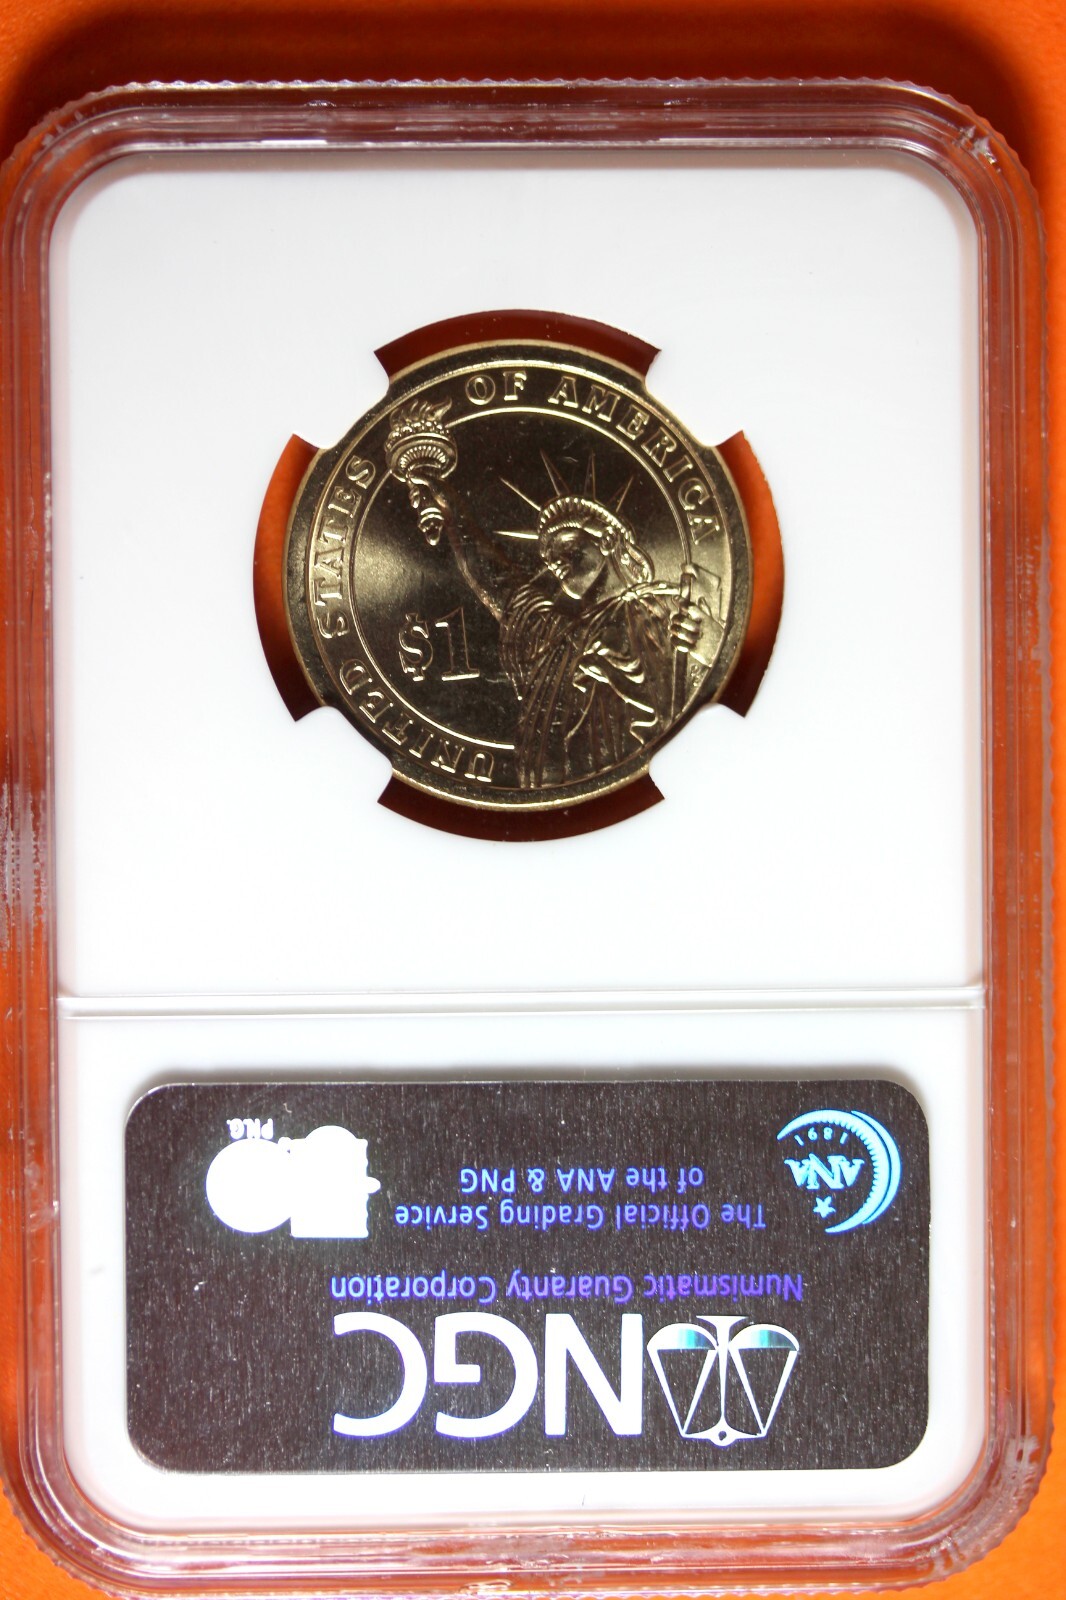 UNITED STATES OF AMERICA
$1
NGC
Numismatic Guaranty Corporation
The Official Grading Service
of the ANA & PNG
ANA
1891
PNG